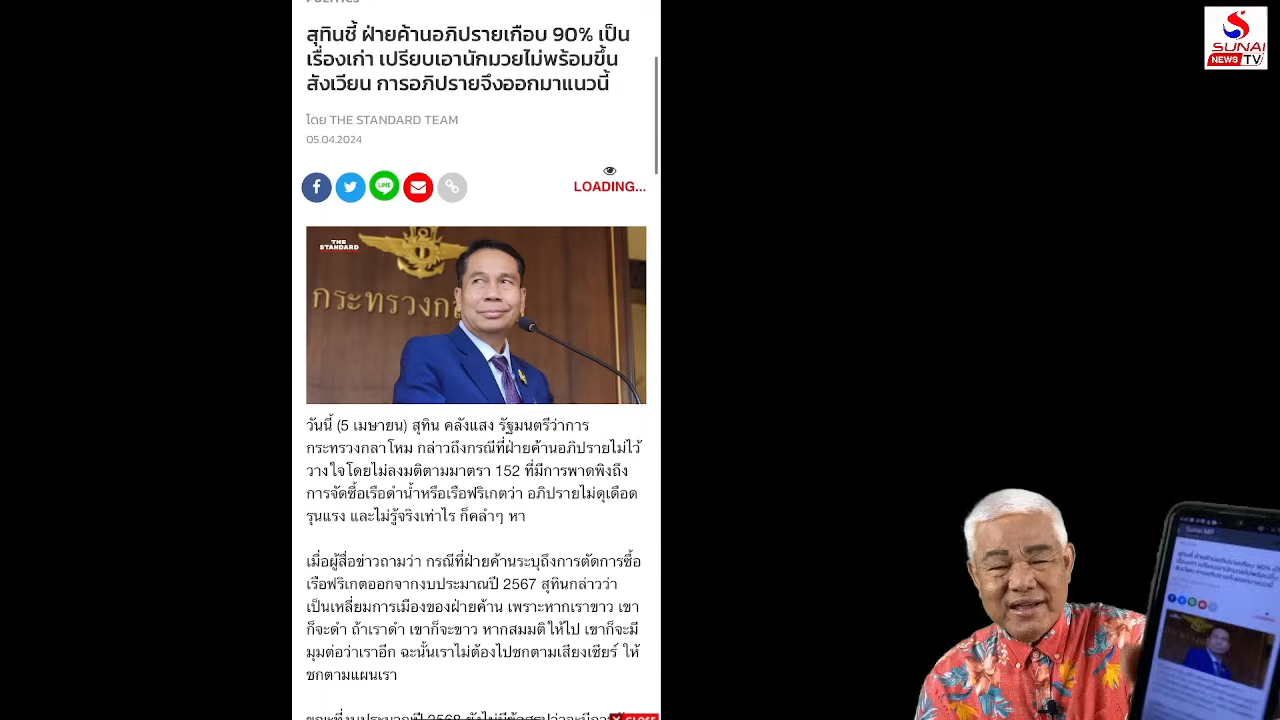 สุทินชี้ ฝ่ายค้านอภิปรายเกือบ 90% เป็น
เรื่องเก่า เปรียบเอานักมวยไม่พร้อมขึ้น
สังเวียน การอภิปรายจึงออกมาแนวนี้
โดย THE STANDARD TEAM
05.04.2024
LINE
LOADING...
THE
STANDARD
กระทรวงกล
วันนี้ (5 เมษายน) สุทิน คลังแสง รัฐมนตรีว่าการ
กระทรวงกลาโหม กล่าวถึงกรณีที่ฝ่ายค้านอภิปรายไม่ไว้
วางใจโดยไม่ลงมติตามมาตรา 152 ที่มีการพาดพิงถึง
การจัดซื้อเรือดำน้ำหรือเรือฟริเกตว่า อภิปรายไม่ดุเดือด
รุนแรง และไม่รู้จริงเท่าไร ก็คลำๆ หา
เมื่อผู้สื่อข่าวถามว่า กรณีที่ฝ่ายค้านระบุถึงการตัดการซื้อ
เรือฟริเกตออกจากงบประมาณปี 2567 สุทินกล่าวว่า
เป็นเหลี่ยมการเมืองของฝ่ายค้าน เพราะหากเราขาว เขา
ก็จะดำ ถ้าเราดำ เขาก็จะขาว หากสมมติให้ไป เขาก็จะมี
มุมต่อว่าเราอีก ฉะนั้นเราไม่ต้องไปชกตามเสียงเชียร์ ให้
ชกตามแผนเรา
SUNAI
NEWS TV